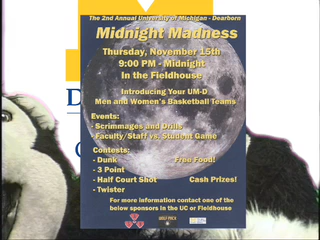 The 2nd Annual University of Michigan - Dearborn
Midnight Madness
Thursday, November 15th
9:00 PM - Midnight
In the Fieldhouse
Introducing Your UM-D
Men and Women's Basketball Teams
Events:
- Scrimmages and Drills
- Faculty/Staff vs. Student Game
Contests:
- Dunk
Free Food!
- 3 Point
- Half Court Shot
Cash Prizes!
- Twister
For more information contact one of the
below sponsors in the UC or Fieldhouse